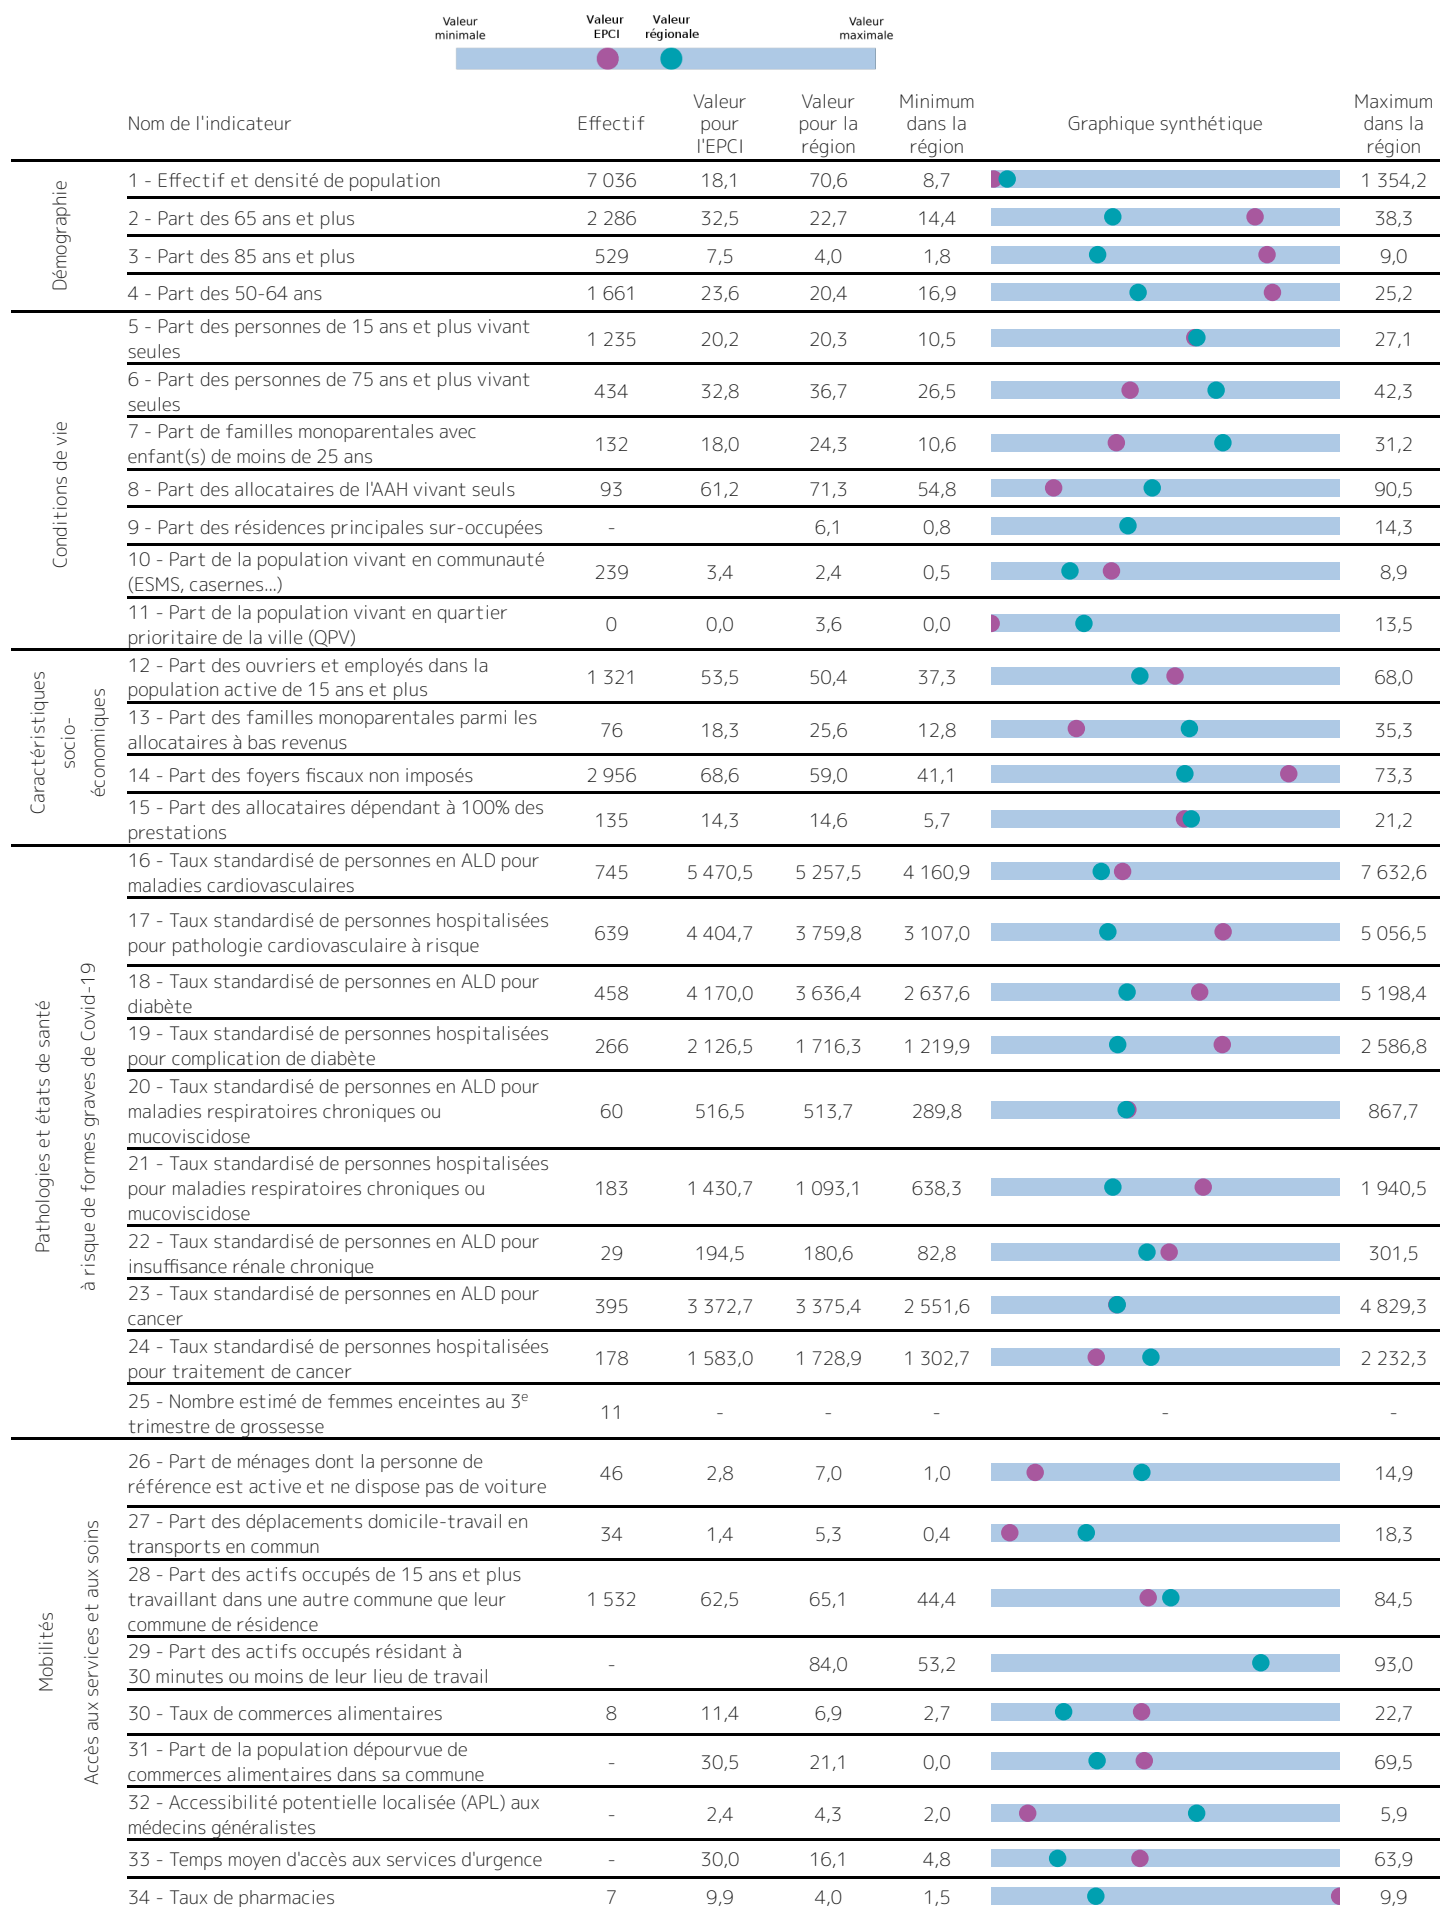 Valeur minimale
Valeur EPCI
Valeur régionale
Valeur maximale
Nom de l'indicateur
Effectif
Valeur pour l'EPCI
Valeur pour la région
Minimum dans la région
Graphique synthétique
Maximum dans la région
Démographie
1 - Effectif et densité de population 7 036 18,1 70,6 8,7 1 354,2
2 - Part des 65 ans et plus 2 286 32,5 22,7 14,4 38,3
3 - Part des 85 ans et plus 529 7,5 4,0 1,8 9,0
4 - Part des 50-64 ans 1 661 23,6 20,4 16,9 25,2
Conditions de vie
5 - Part des personnes de 15 ans et plus vivant
seules 1 235 20,2 20,3 10,5 27,1
6 - Part des personnes de 75 ans et plus vivant
seules 434 32,8 36,7 26,5 42,3
7 - Part de familles monoparentales avec
enfant(s) de moins de 25 ans 132 18,0 24,3 10,6 31,2
8 - Part des allocataires de l'AAH vivant seuls 93 61,2 71,3 54,8 90,5
9 - Part des résidences principales sur-occupées - 6,1 0,8 14,3
10 - Part de la population vivant en communauté
(ESMS, casernes...) 239 3,4 2,4 0,5 8,9
11 - Part de la population vivant en quartier
prioritaire de la ville (QPV) 0 0,0 3,6 0,0 13,5
Caractéristiques
socio-
économiques
12 - Part des ouvriers et employés dans la
population active de 15 ans et plus 1 321 53,5 50,4 37,3 68,0
13 - Part des familles monoparentales parmi les
allocataires à bas revenus 76 18,3 25,6 12,8 35,3
14 - Part des foyers fiscaux non imposés 2 956 68,6 59,0 41,1 73,3
15 - Part des allocataires dépendant à 100% des
prestations 135 14,3 14,6 5,7 21,2
Pathologies et états de santé
à risque de formes graves de Covid-19
16 - Taux standardisé de personnes en ALD pour
maladies cardiovasculaires 745 5 470,5 5 257,5 4 160,9 7 632,6
17 - Taux standardisé de personnes hospitalisées
pour pathologie cardiovasculaire à risque 639 4 404,7 3 759,8 3 107,0 5 056,5
18 - Taux standardisé de personnes en ALD pour
diabète 458 4 170,0 3 636,4 2 637,6 5 198,4
19 - Taux standardisé de personnes hospitalisées
pour complication de diabète 266 2 126,5 1 716,3 1 219,9 2 586,8
20 - Taux standardisé de personnes en ALD pour
maladies respiratoires chroniques ou 60 516,5 513,7 289,8 867,7
mucoviscidose
21 - Taux standardisé de personnes hospitalisées
pour maladies respiratoires chroniques ou 183 1 430,7 1 093,1 638,3 1 940,5
mucoviscidose
22 - Taux standardisé de personnes en ALD pour
insuffisance rénale chronique 29 194,5 180,6 82,8 301,5
23 - Taux standardisé de personnes en ALD pour
cancer 395 3 372,7 3 375,4 2 551,6 4 829,3
24 - Taux standardisé de personnes hospitalisées
pour traitement de cancer 178 1 583,0 1 728,9 1 302,7 2 232,3
25 - Nombre estimé de femmes enceintes au 3e
trimestre de grossesse 11 - - - - -
Mobilités
Accès aux services et aux soins
26 - Part de ménages dont la personne de
référence est active et ne dispose pas de voiture 46 2,8 7,0 1,0 14,9
27 - Part des déplacements domicile-travail en
transports en commun 34 1,4 5,3 0,4 18,3
28 - Part des actifs occupés de 15 ans et plus
travaillant dans une autre commune que leur 1 532 62,5 65,1 44,4 84,5
commune de résidence
29 - Part des actifs occupés résidant à
30 minutes ou moins de leur lieu de travail - 84,0 53,2 93,0
30 - Taux de commerces alimentaires 8 11,4 6,9 2,7 22,7
31 - Part de la population dépourvue de
commerces alimentaires dans sa commune - 30,5 21,1 0,0 69,5
32 - Accessibilité potentielle localisée (APL) aux
médecins généralistes - 2,4 4,3 2,0 5,9
33 - Temps moyen d'accès aux services d'urgence - 30,0 16,1 4,8 63,9
34 - Taux de pharmacies 7 9,9 4,0 1,5 9,9